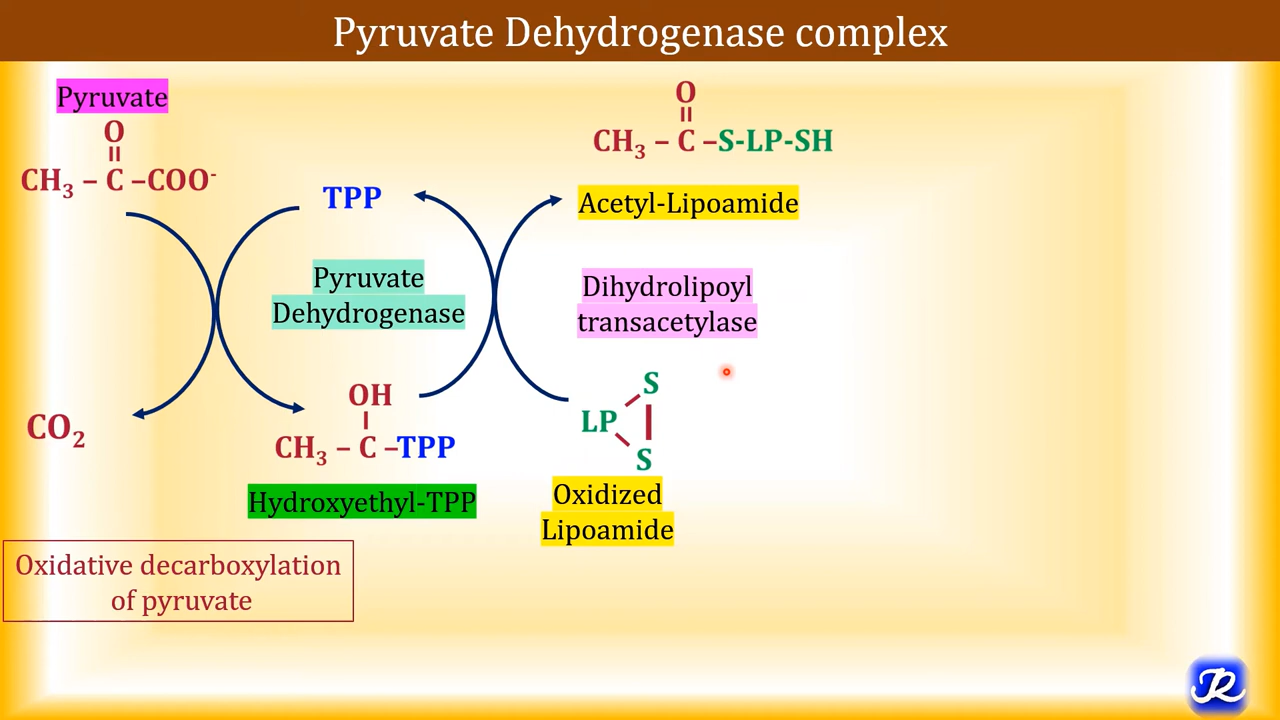 Pyruvate Dehydrogenase complex
Pyruvate
O
CH₃ – C –COO⁻
CO₂
TPP
Pyruvate
Dehydrogenase
OH
CH₃ – C –TPP
Hydroxyethyl-TPP
O
CH₃ – C –S-LP-SH
Acetyl-Lipoamide
Dihydrolipoyl
transacetylase
S
LP
S
Oxidized
Lipoamide
Oxidative decarboxylation
of pyruvate
JR